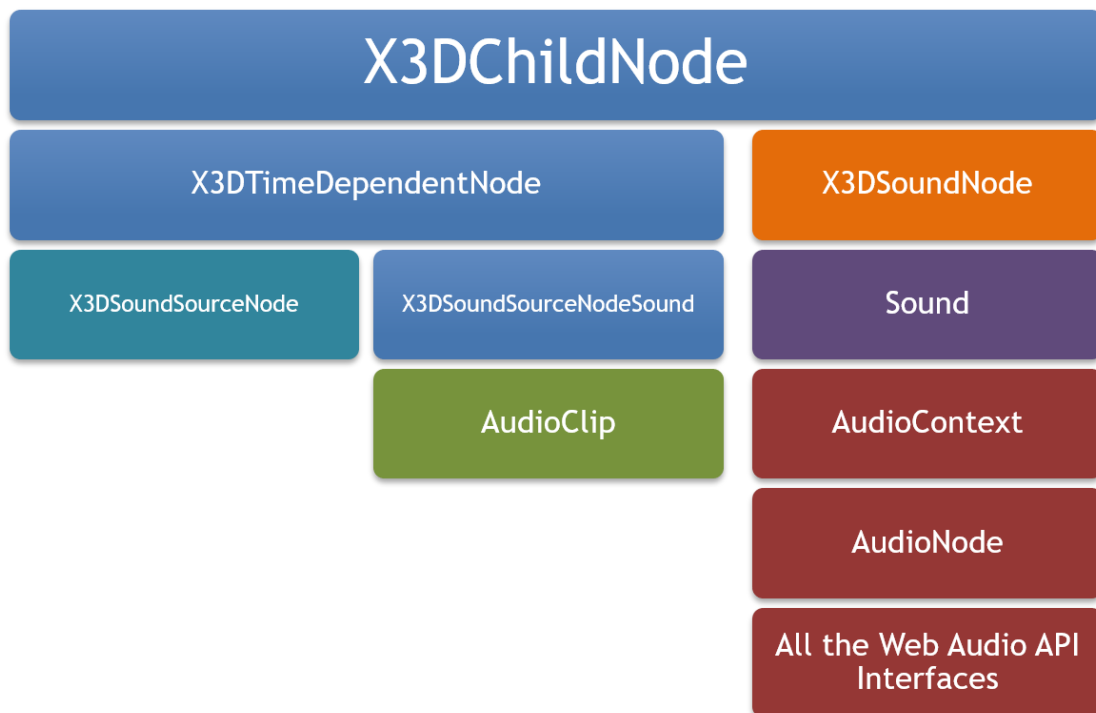 X3DChildNode
X3DTimeDependentNode
X3DSoundNode
X3DSoundSourceNode
X3DSoundSourceNodeSound
Sound
AudioClip
AudioContext
AudioNode
All the Web Audio API
Interfaces